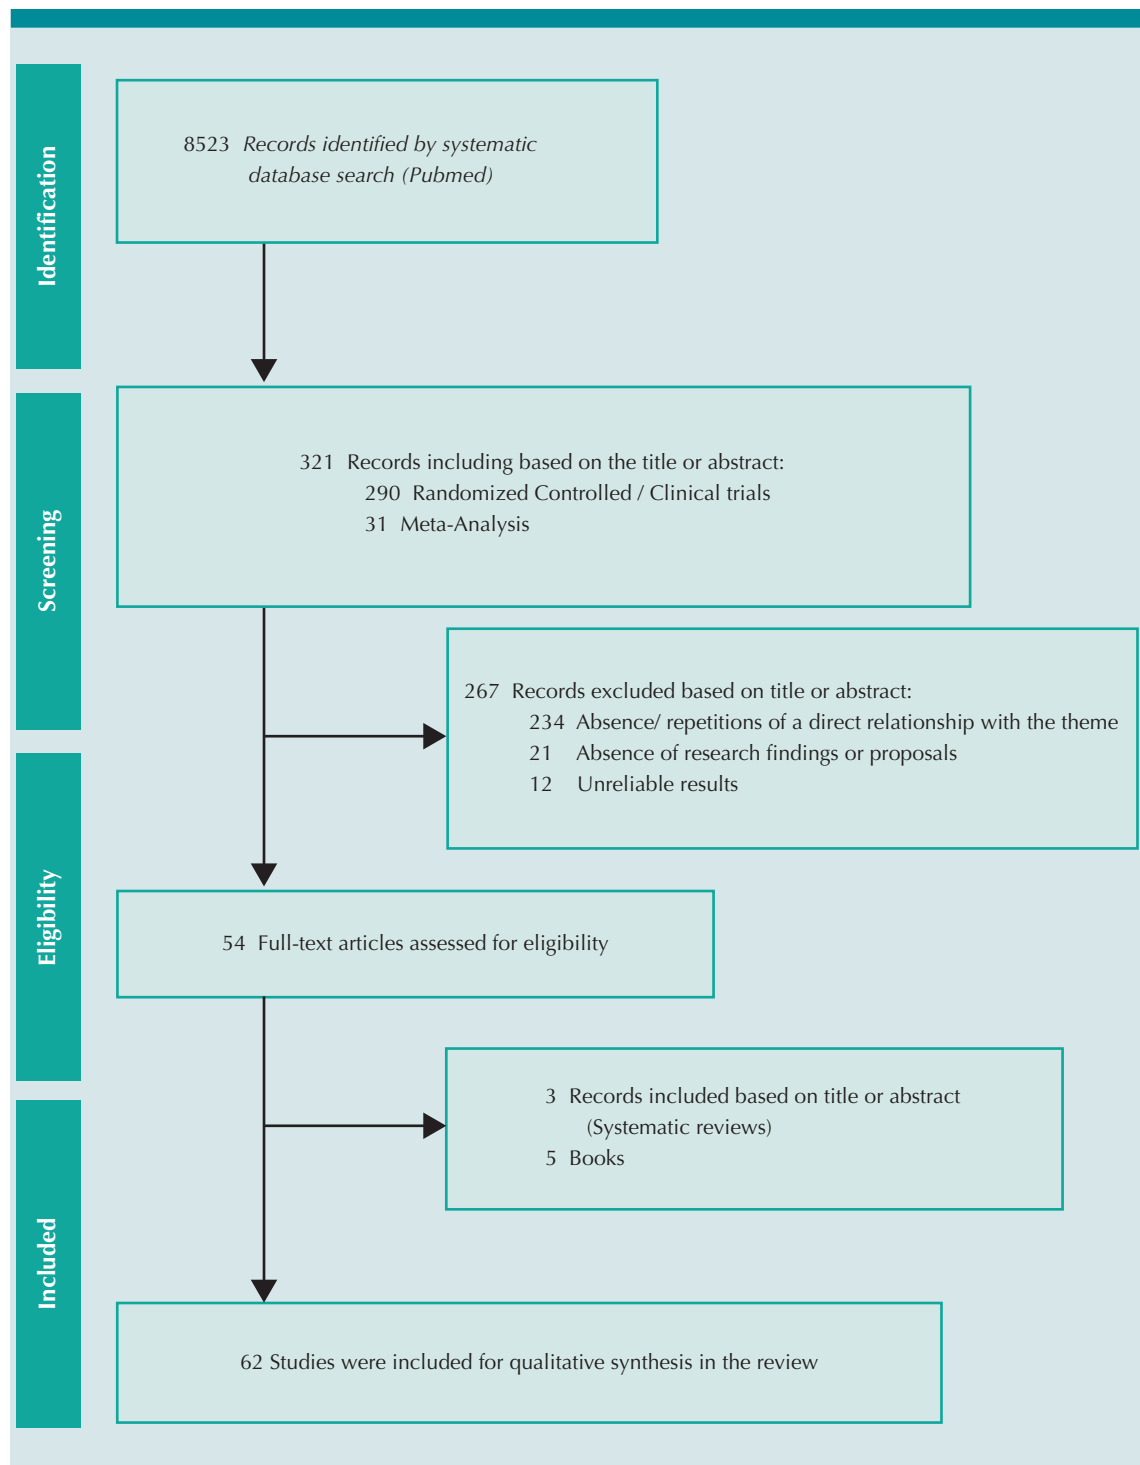 Identification
8523 Records identified by systematic
database search (Pubmed)
Screening
321 Records including based on the title or abstract:
290 Randomized Controlled / Clinical trials
31 Meta-Analysis
267 Records excluded based on title or abstract:
234 Absence/ repetitions of a direct relationship with the theme
21 Absence of research findings or proposals
12 Unreliable results
Eligibility
54 Full-text articles assessed for eligibility
3 Records included based on title or abstract
(Systematic reviews)
5 Books
Included
62 Studies were included for qualitative synthesis in the review